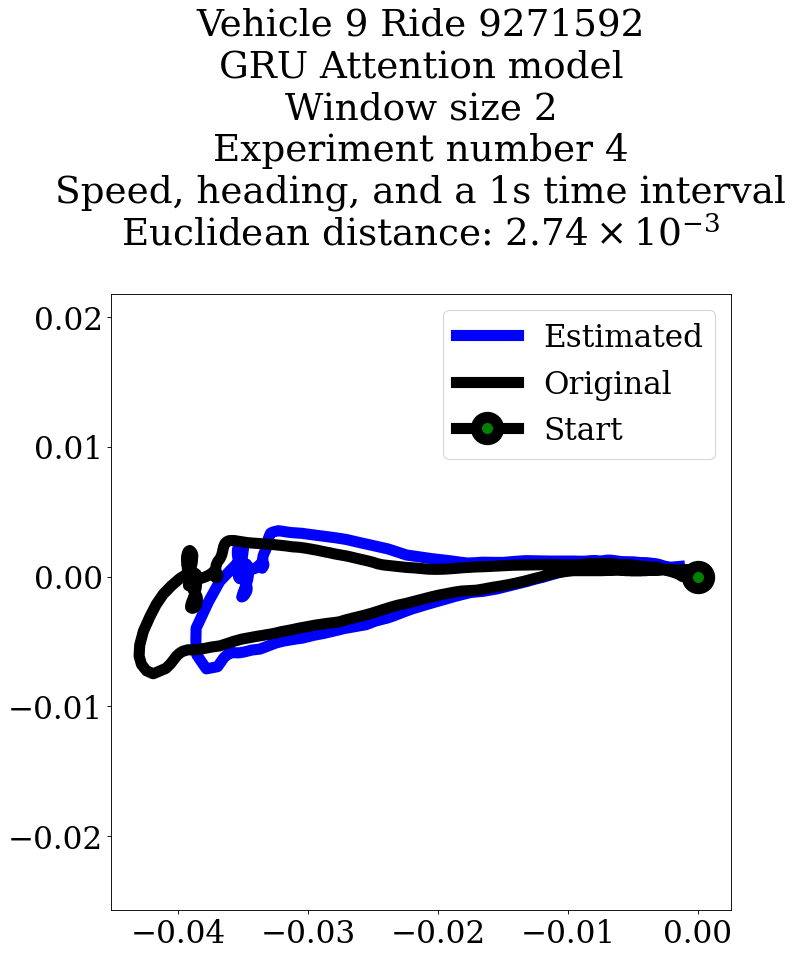 Vehicle 9 Ride 9271592
GRU Attention model
Window size 2
Experiment number 4
Speed, heading, and a 1s time interval
Euclidean distance: 2.74 × 10⁻³
Estimated
Original
Start
0.02
0.01
0.00
−0.01
−0.02
−0.04
−0.03
−0.02
−0.01
0.00